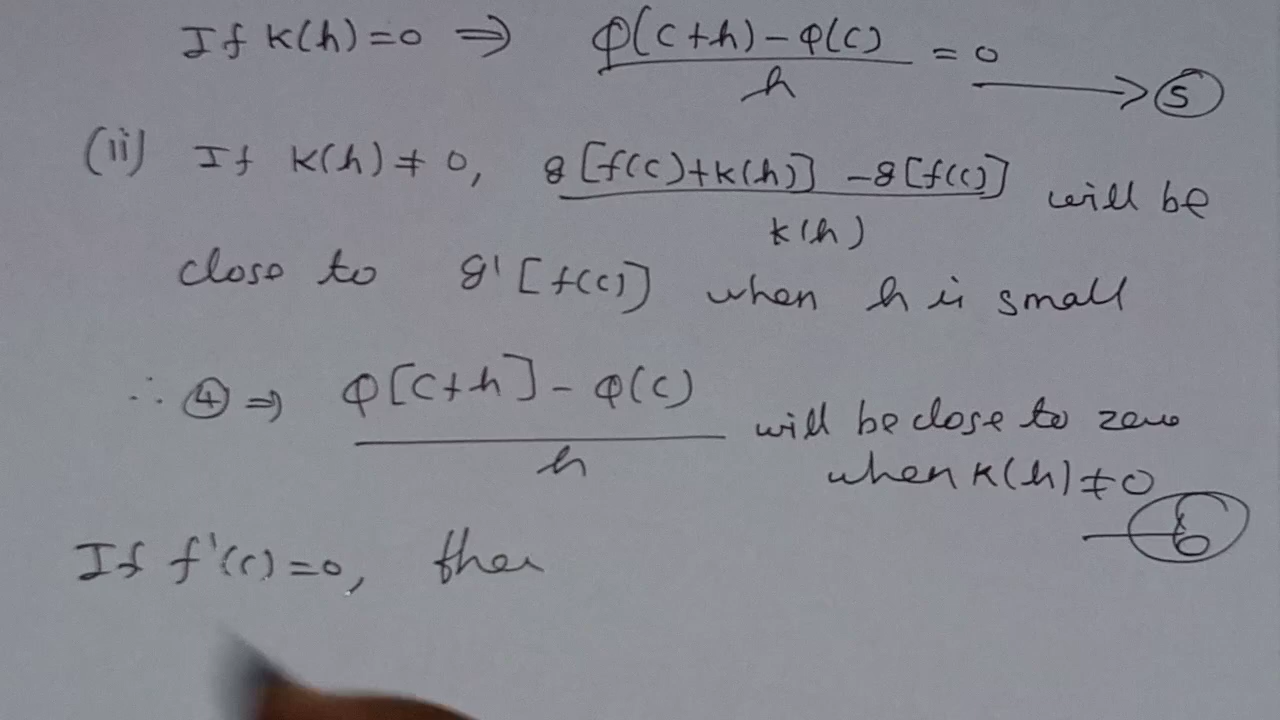 If K(h)=0 ⇒ φ(c+h)-φ(c)/h = 0 → ⑤
(ii) If K(h)≠0, g[f(c)+k(h)]-g[f(c)]/k(h) will be
close to g'[f(c)] when h is small
∴ ④ ⇒ φ[c+h]-φ(c)/h will be close to zero
when K(h)≠0 — ⑥
If f'(c)=0, then